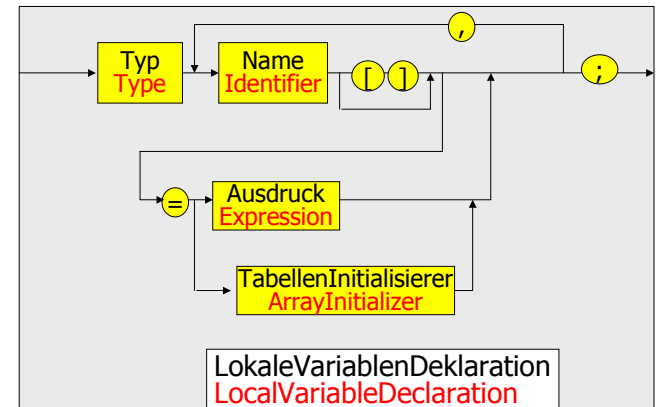 ,
Typ
Type
Name
Identifier
[ ]
;
=
Ausdruck
Expression
TabellenInitialisierer
ArrayInitializer
LokaleVariablenDeklaration
LocalVariableDeclaration